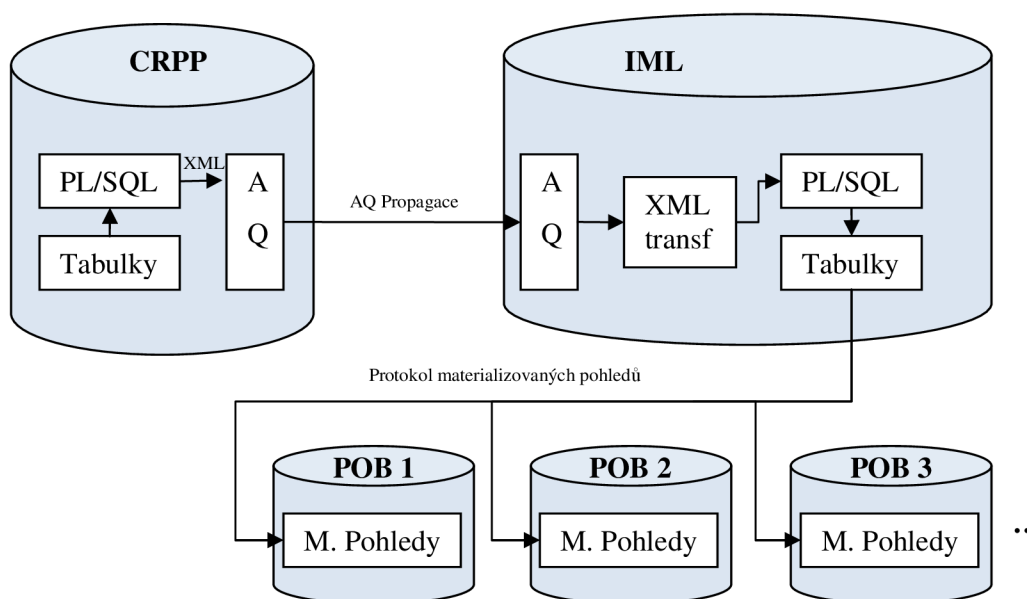 CRPP
IML
XML
PL/SQL
A
Q
Tabulky
AQ Propagace
A
Q
XML
transf
PL/SQL
Tabulky
Protokol materializovaných pohledů
POB 1
POB 2
POB 3
M. Pohledy
M. Pohledy
M. Pohledy
..